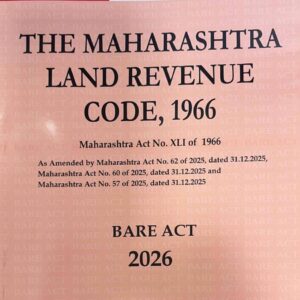 THE MAHARASHTRA
LAND REVENUE
CODE, 1966
Maharashtra Act No. XLI of 1966
As Amended by Maharashtra Act No. 62 of 2025, dated 31.12.2025,
Maharashtra Act No. 60 of 2025, dated 31.12.2025 and
Maharashtra Act No. 57 of 2025, dated 31.12.2025
BARE ACT
2026